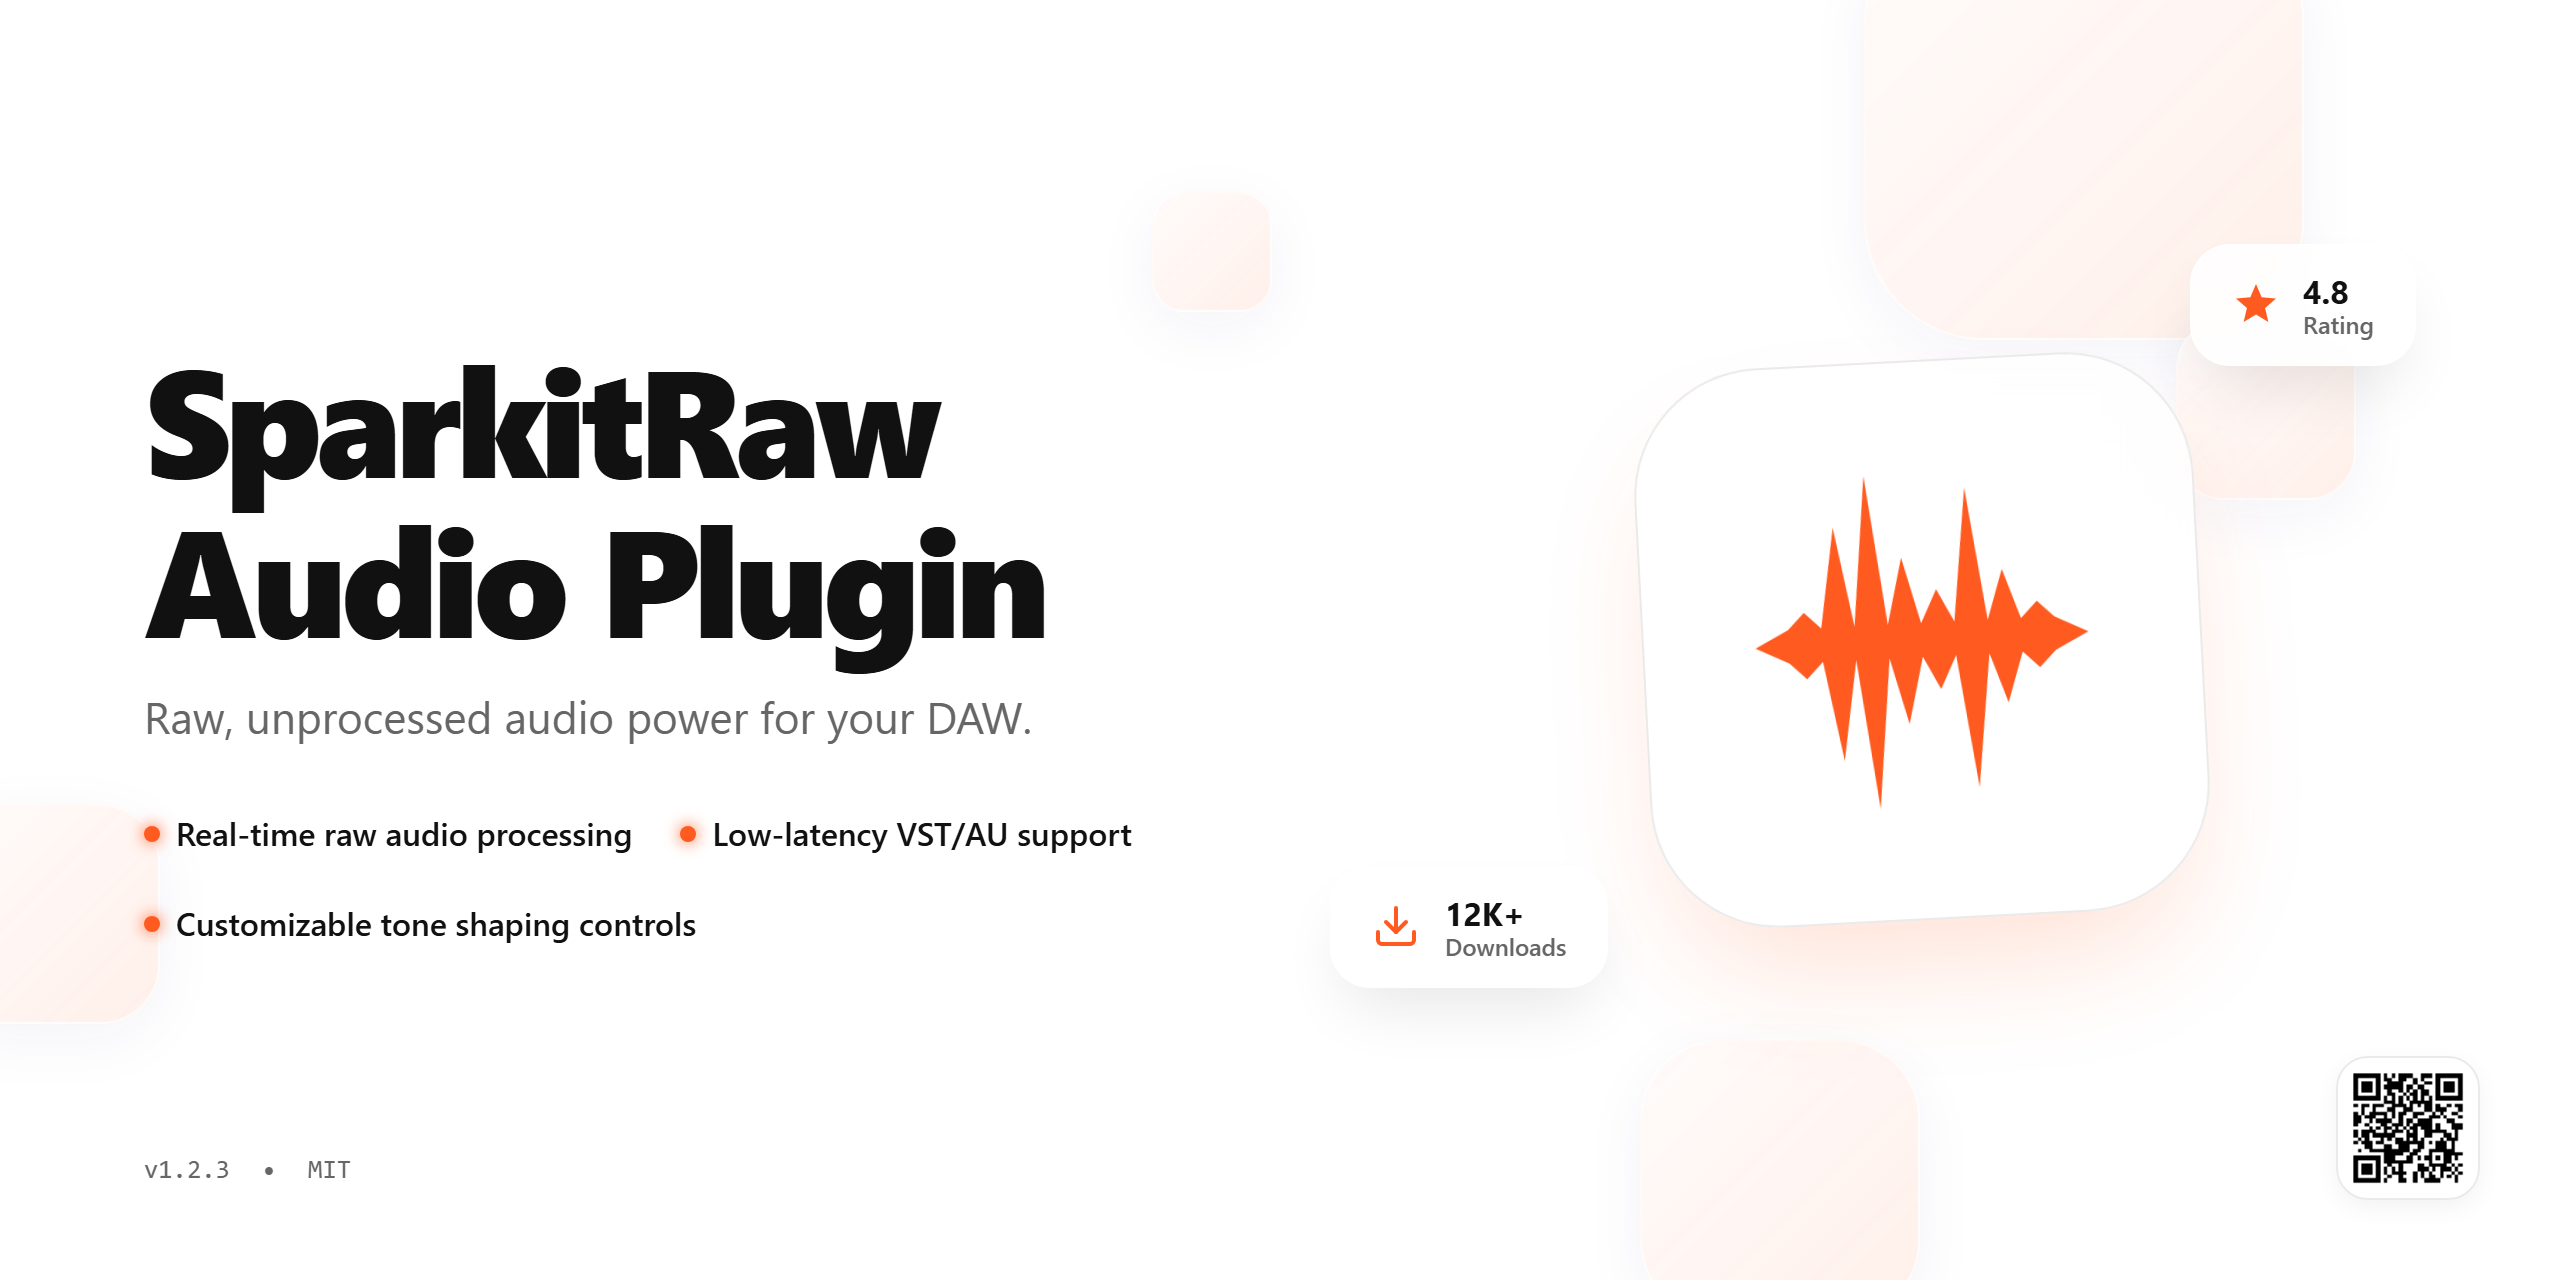 SparkitRaw
Audio Plugin
Raw, unprocessed audio power for your DAW.
Real-time raw audio processing
Low-latency VST/AU support
Customizable tone shaping controls
4.8
Rating
12K+
Downloads
v1.2.3 • MIT